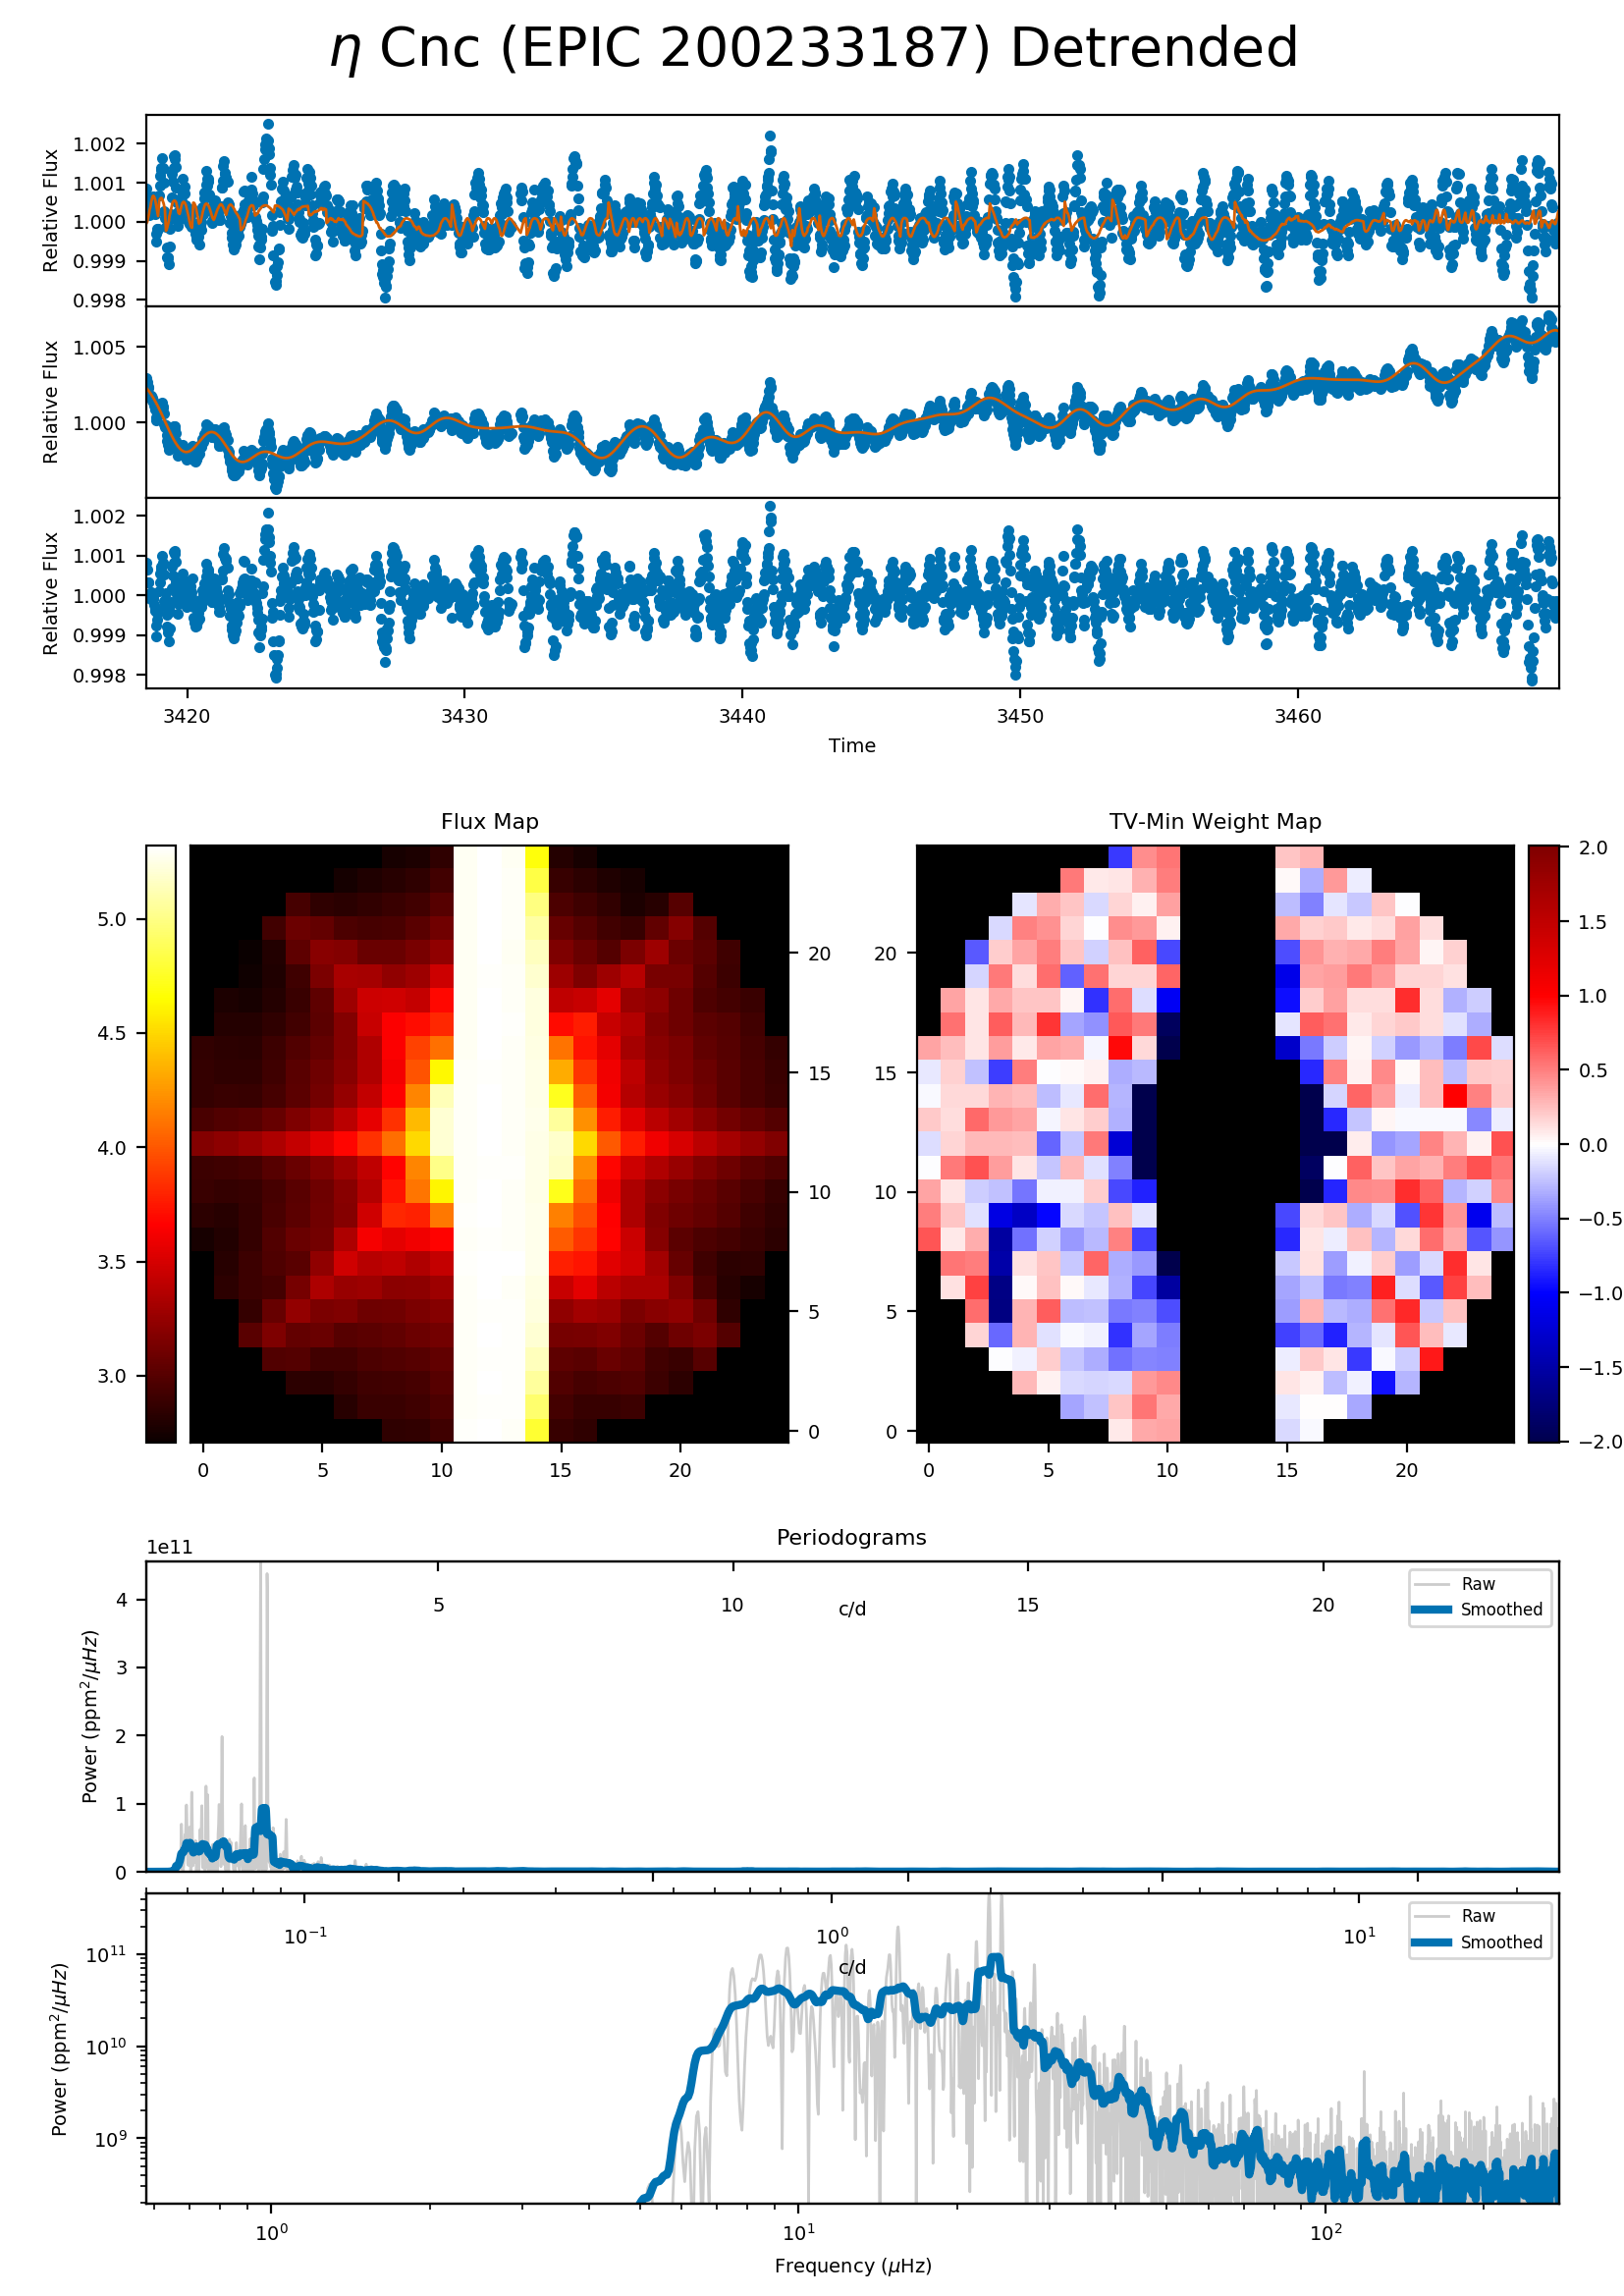 η Cnc (EPIC 200233187) Detrended
Relative Flux
1.002
1.001
1.000
0.999
0.998
Relative Flux
1.005
1.000
Relative Flux
1.002
1.001
1.000
0.999
0.998
3420 3430 3440 3450 3460
Time
Flux Map
5.0
4.5
4.0
3.5
3.0
20
15
10
5
0
0 5 10 15 20
TV-Min Weight Map
20
15
10
5
0
0 5 10 15 20
2.0
1.5
1.0
0.5
0.0
−0.5
−1.0
−1.5
−2.0
Periodograms
1e11
Power (ppm²/μHz)
4
3
2
1
0
5 10 15 20
c/d
Raw
Smoothed
Power (ppm²/μHz)
10¹¹
10¹⁰
10⁹
10⁻¹ 10⁰ 10¹
c/d
Raw
Smoothed
10⁰ 10¹ 10²
Frequency (μHz)